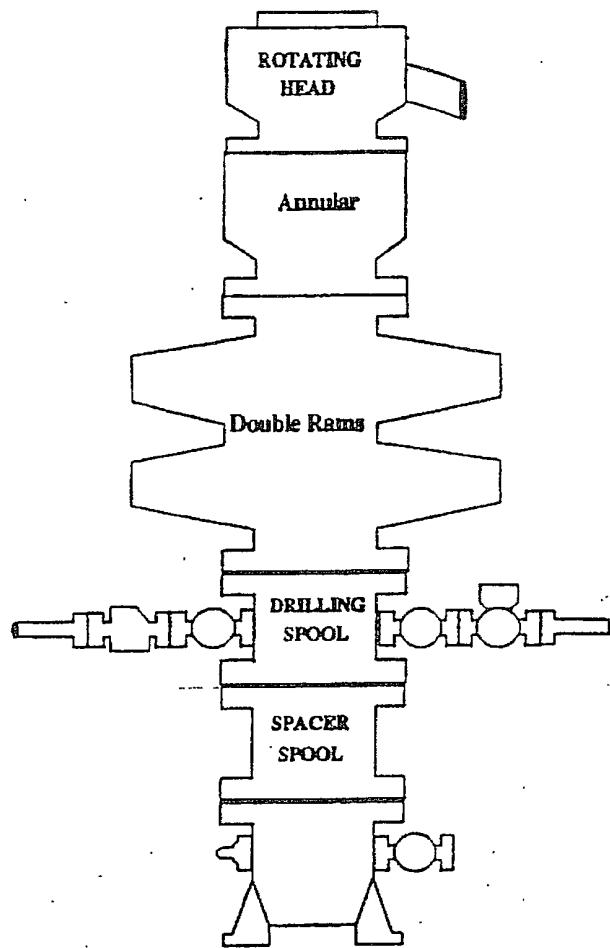 ROTATING
HEAD
Annular
Double Rams
DRILLING
SPOOL
SPACER
SPOOL